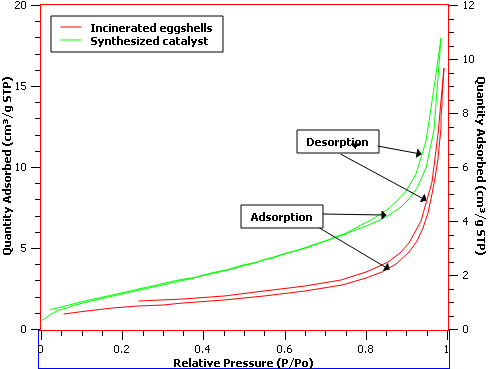 20
15
10
5
0
Quantity Adsorbed (cm³/g STP)
Incinerated eggshells
Synthesized catalyst
Desorption
Adsorption
12
10
8
6
4
2
0
Quantity Adsorbed (cm³/g STP)
0 0.2 0.4 0.6 0.8 1
Relative Pressure (P/Po)